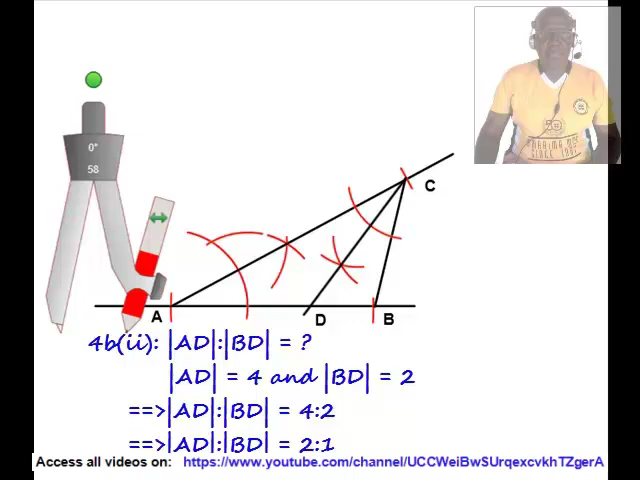 0°
58
C
A
D
B
4b(ii): |AD|:|BD| = ?
|AD| = 4 and |BD| = 2
==>|AD|:|BD| = 4:2
==>|AD|:|BD| = 2:1
Access all videos on: https://www.youtube.com/channel/UCCWeiBwSUrqexcvkhTZgerA